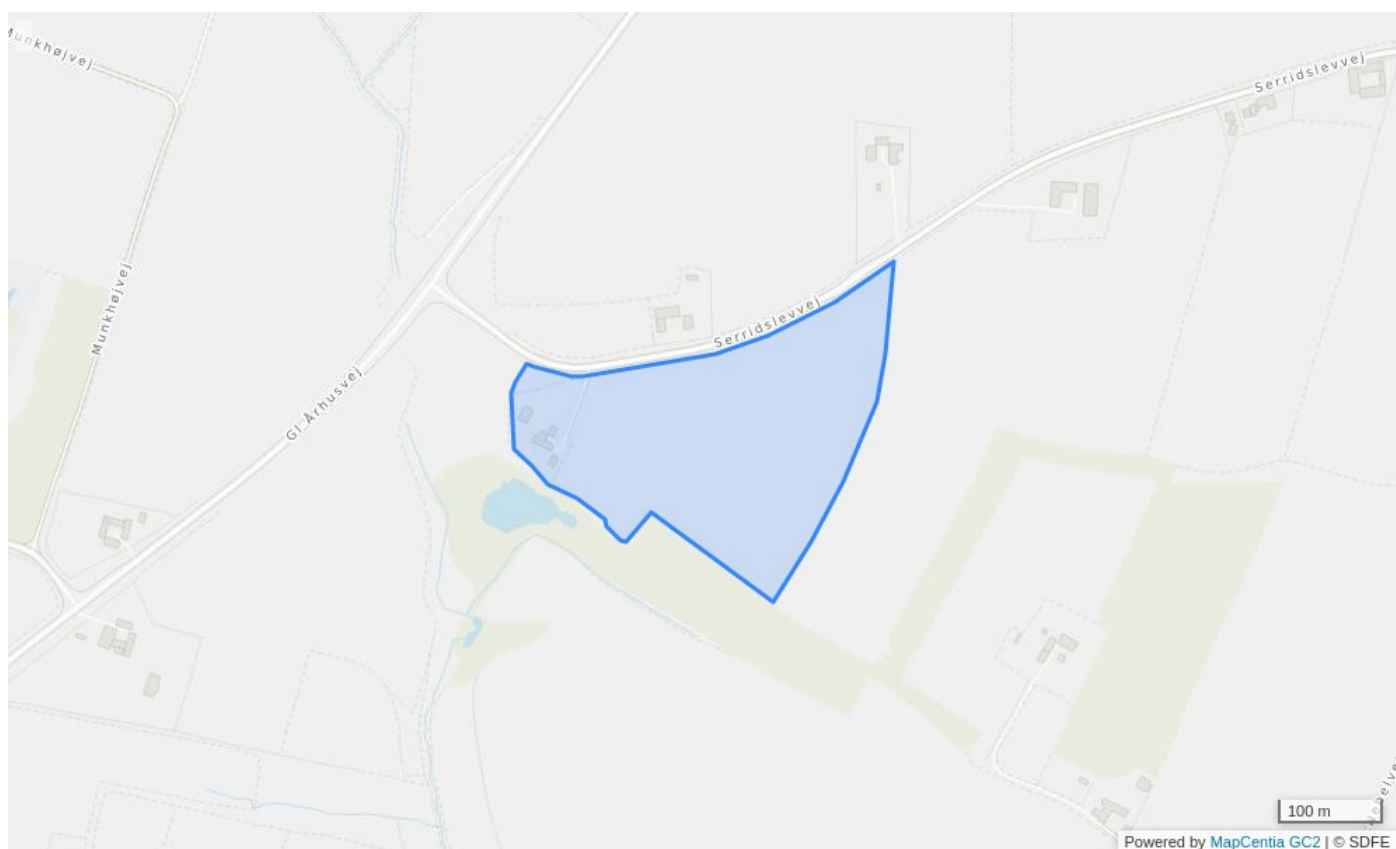 Munkhøjvej
Serridslevvej
Munkhøjvej
Serridslevvej
Gl Århusvej
100 m
Powered by MapCentia GC2 | © SDFE